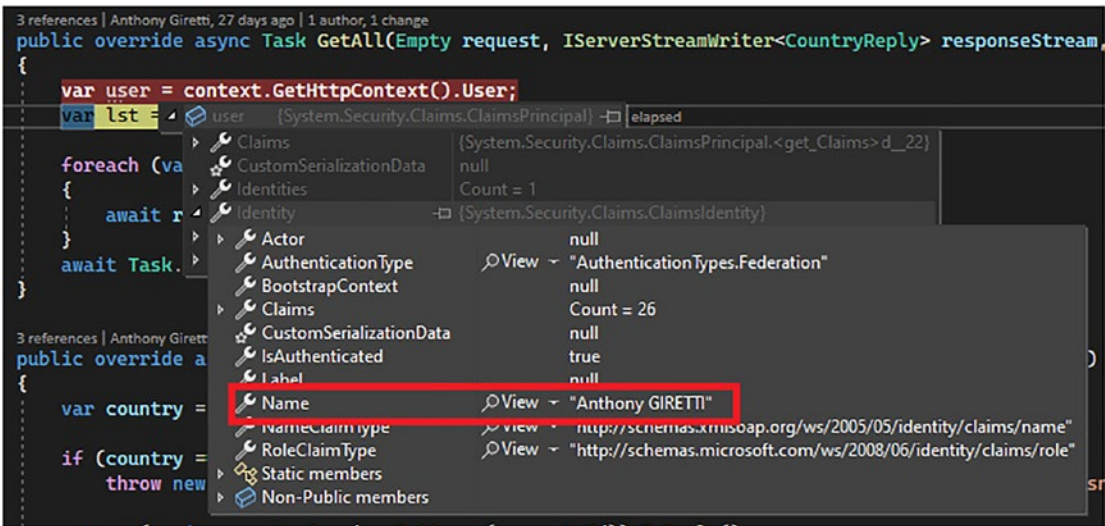 3 references | Anthony Giretti, 27 days ago | 1 author, 1 change
public override async Task GetAll(Empty request, IServerStreamWriter<CountryReply> responseStream,
{
var user = context.GetHttpContext().User;
var lst = user {System.Security.Claims.ClaimsPrincipal} elapsed
Claims {System.Security.Claims.ClaimsPrincipal.<get_Claims>d__22}
foreach (va CustomSerializationData null
{ Identities Count = 1
await r Identity {System.Security.Claims.ClaimsIdentity}
} Actor null
await Task. AuthenticationType View "AuthenticationTypes.Federation"
} BootstrapContext null
Claims Count = 26
CustomSerializationData null
3 references | Anthony Girett
public override a IsAuthenticated true )
{ Label null
var country = Name View "Anthony GIRETTI"
NameClaimType View "http://schemas.xmlsoap.org/ws/2005/05/identity/claims/name"
if (country = RoleClaimType View "http://schemas.microsoft.com/ws/2008/06/identity/claims/role"
Static members
throw new Non-Public members